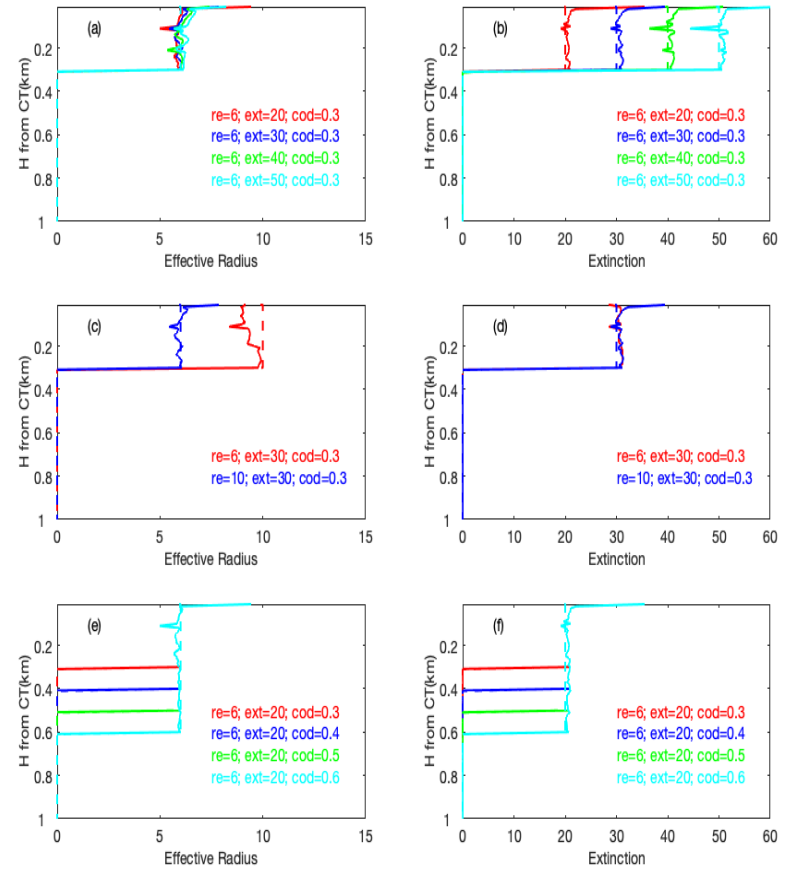 (a)
0.2
0.4
0.6
0.8
1
H from CT(km)
re=6; ext=20; cod=0.3
re=6; ext=30; cod=0.3
re=6; ext=40; cod=0.3
re=6; ext=50; cod=0.3
0 5 10 15
Effective Radius
(b)
0.2
0.4
0.6
0.8
1
H from CT(km)
re=6; ext=20; cod=0.3
re=6; ext=30; cod=0.3
re=6; ext=40; cod=0.3
re=6; ext=50; cod=0.3
0 10 20 30 40 50 60
Extinction
(c)
0.2
0.4
0.6
0.8
1
H from CT(km)
re=6; ext=30; cod=0.3
re=10; ext=30; cod=0.3
0 5 10 15
Effective Radius
(d)
0.2
0.4
0.6
0.8
1
H from CT(km)
re=6; ext=30; cod=0.3
re=10; ext=30; cod=0.3
0 10 20 30 40 50 60
Extinction
(e)
0.2
0.4
0.6
0.8
1
H from CT(km)
re=6; ext=20; cod=0.3
re=6; ext=20; cod=0.4
re=6; ext=20; cod=0.5
re=6; ext=20; cod=0.6
0 5 10 15
Effective Radius
(f)
0.2
0.4
0.6
0.8
1
H from CT(km)
re=6; ext=20; cod=0.3
re=6; ext=20; cod=0.4
re=6; ext=20; cod=0.5
re=6; ext=20; cod=0.6
0 10 20 30 40 50 60
Extinction